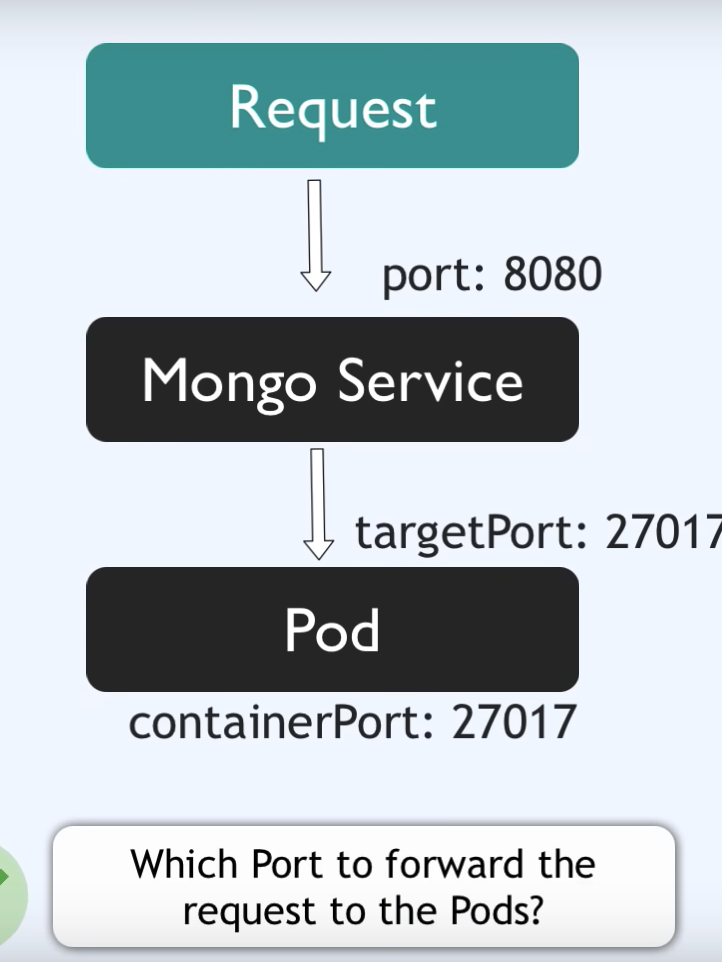 Request
port: 8080
Mongo Service
targetPort: 27017
Pod
containerPort: 27017
Which Port to forward the
request to the Pods?